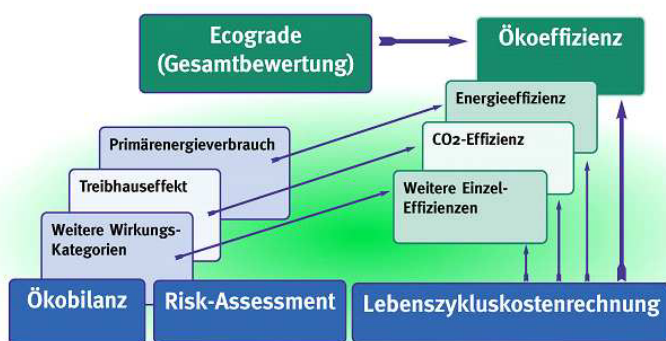 Ecograde
(Gesamtbewertung)
Ökoeffizienz
Energieeffizienz
CO2-Effizienz
Weitere Einzel-
Effizienzen
Primärenergieverbrauch
Treibhauseffekt
Weitere Wirkungs-
Kategorien
Ökobilanz
Risk-Assessment
Lebenszykluskostenrechnung